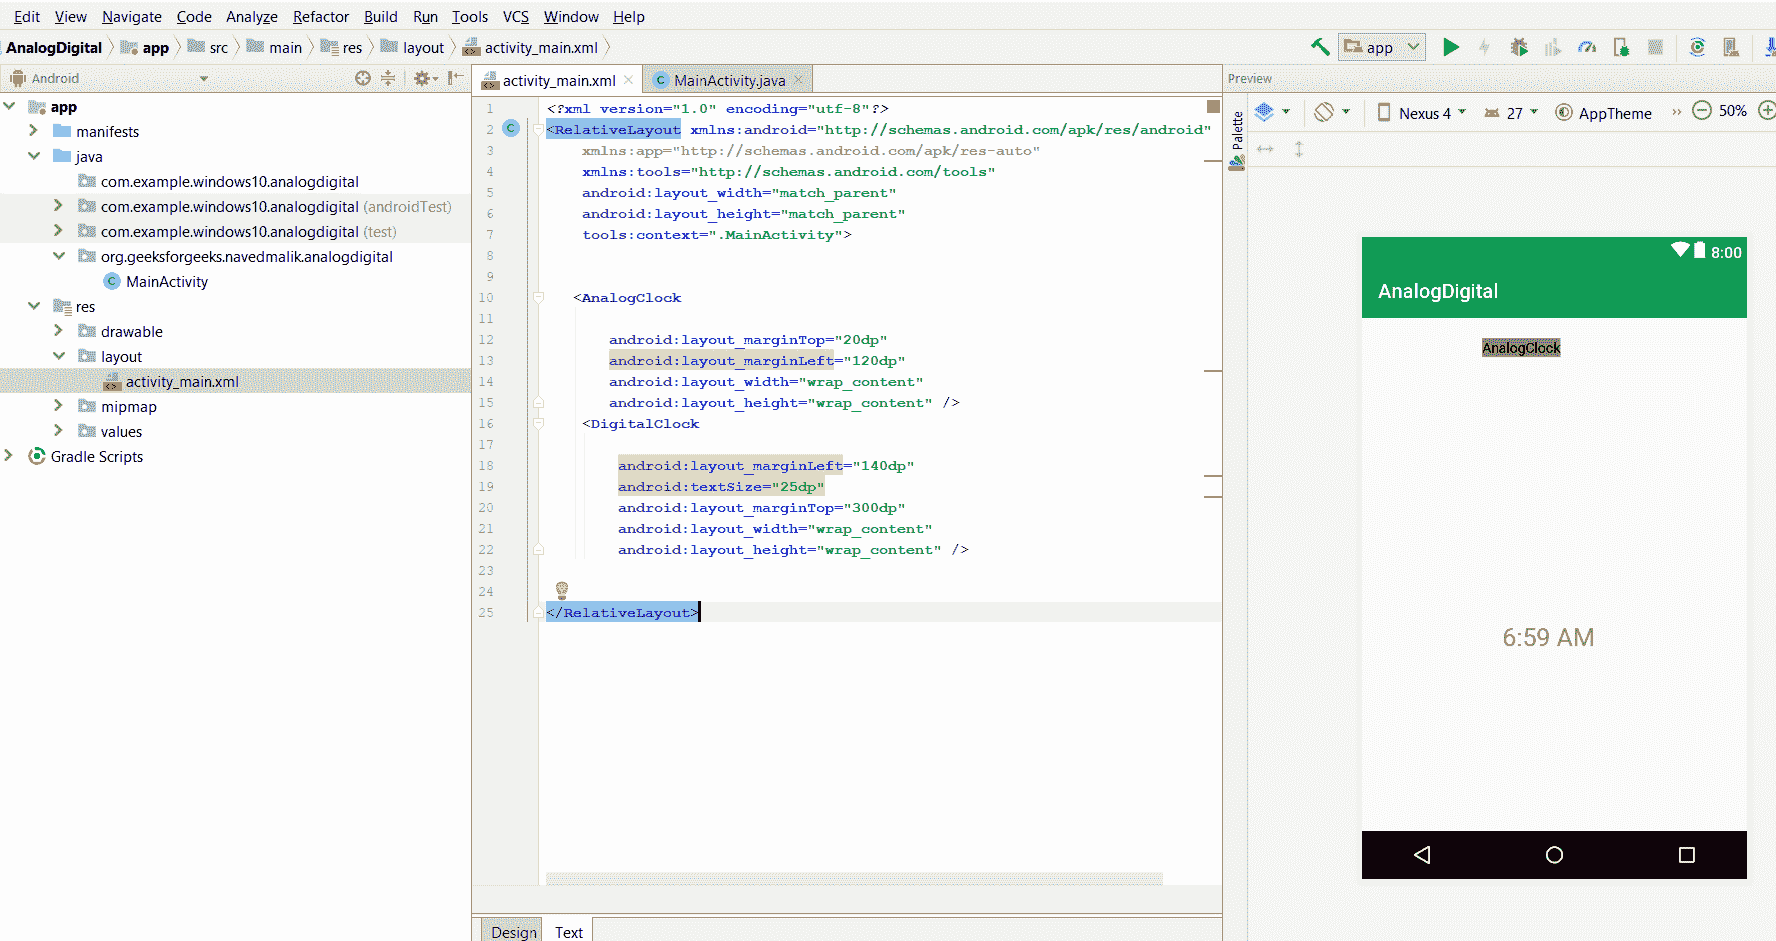 Edit View Navigate Code Analyze Refactor Build Run Tools VCS Window Help
AnalogDigital app src main res layout activity_main.xml
app
Android
activity_main.xml MainActivity.java
Preview
app
manifests
java
com.example.windows10.analogdigital
com.example.windows10.analogdigital (androidTest)
com.example.windows10.analogdigital (test)
org.geeksforgeeks.navedmalik.analogdigital
MainActivity
res
drawable
layout
activity_main.xml
mipmap
values
Gradle Scripts
1 <?xml version="1.0" encoding="utf-8"?>
2 <RelativeLayout xmlns:android="http://schemas.android.com/apk/res/android"
3 xmlns:app="http://schemas.android.com/apk/res-auto"
4 xmlns:tools="http://schemas.android.com/tools"
5 android:layout_width="match_parent"
6 android:layout_height="match_parent"
7 tools:context=".MainActivity">
8
9
10 <AnalogClock
11
12 android:layout_marginTop="20dp"
13 android:layout_marginLeft="120dp"
14 android:layout_width="wrap_content"
15 android:layout_height="wrap_content" />
16 <DigitalClock
17
18 android:layout_marginLeft="140dp"
19 android:textSize="25dp"
20 android:layout_marginTop="300dp"
21 android:layout_width="wrap_content"
22 android:layout_height="wrap_content" />
23
24
25 </RelativeLayout>
Design Text
Palette
Nexus 4 27 AppTheme » 50%
8:00
AnalogDigital
AnalogClock
6:59 AM